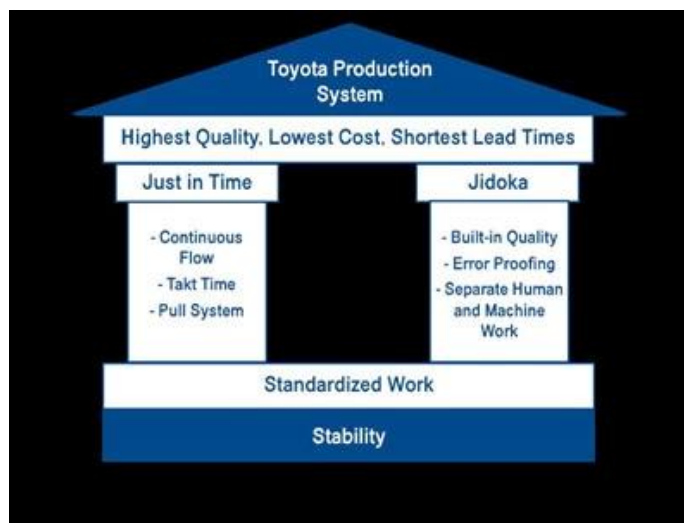 Toyota Production
System
Highest Quality, Lowest Cost, Shortest Lead Times
Just in Time
- Continuous
Flow
- Takt Time
- Pull System
Jidoka
- Built-in Quality
- Error Proofing
- Separate Human
and Machine
Work
Standardized Work
Stability